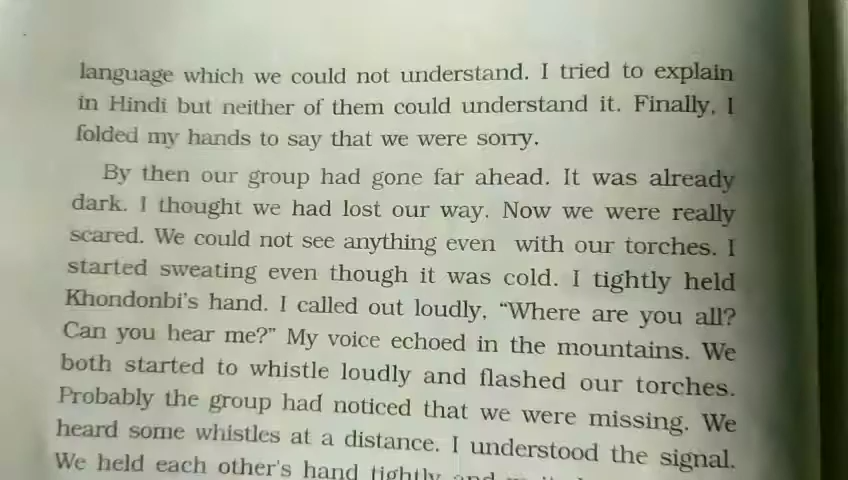 language which we could not understand. I tried to explain
in Hindi but neither of them could understand it. Finally, I
folded my hands to say that we were sorry.
By then our group had gone far ahead. It was already
dark. I thought we had lost our way. Now we were really
scared. We could not see anything even with our torches. I
started sweating even though it was cold. I tightly held
Khondonbi's hand. I called out loudly, “Where are you all?
Can you hear me?” My voice echoed in the mountains. We
both started to whistle loudly and flashed our torches.
Probably the group had noticed that we were missing. We
heard some whistles at a distance. I understood the signal.
We held each other's hand tightly and